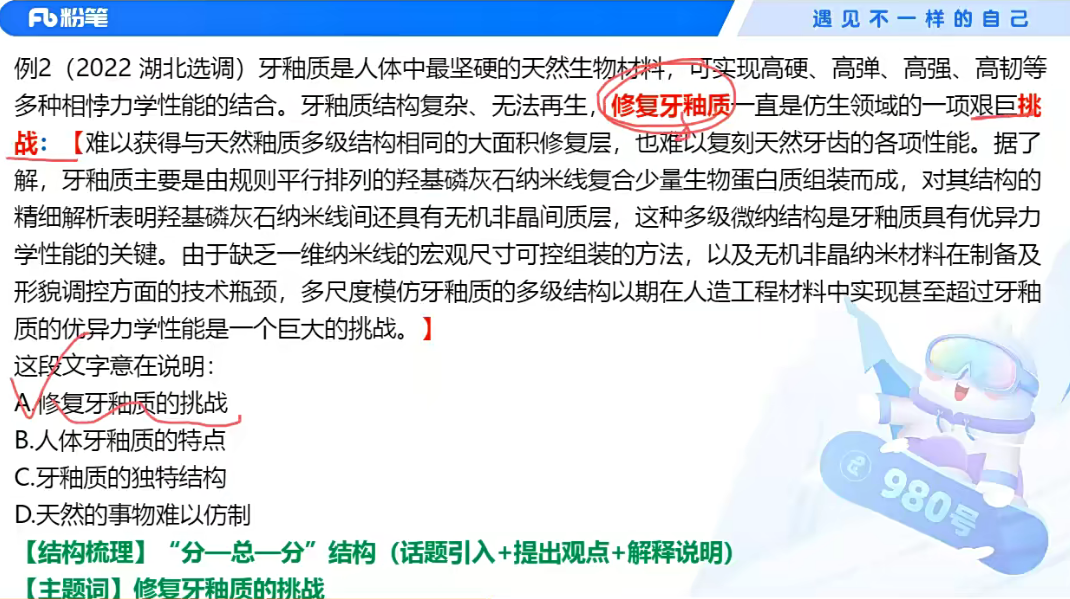 粉笔
遇见不一样的自己
例2（2022 湖北选调）牙釉质是人体中最坚硬的天然生物材料，可实现高硬、高弹、高强、高韧等
多种相悖力学性能的结合。牙釉质结构复杂、无法再生，修复牙釉质一直是仿生领域的一项艰巨挑
战：【难以获得与天然釉质多级结构相同的大面积修复层，也难以复刻天然牙齿的各项性能。据了
解，牙釉质主要是由规则平行排列的羟基磷灰石纳米线复合少量生物蛋白质组装而成，对其结构的
精细解析表明羟基磷灰石纳米线间还具有无机非晶间质层，这种多级微纳结构是牙釉质具有优异力
学性能的关键。由于缺乏一维纳米线的宏观尺寸可控组装的方法，以及无机非晶纳米材料在制备及
形貌调控方面的技术瓶颈，多尺度模仿牙釉质的多级结构以期在人造工程材料中实现甚至超过牙釉
质的优异力学性能是一个巨大的挑战。】
这段文字意在说明：
A.修复牙釉质的挑战
B.人体牙釉质的特点
C.牙釉质的独特结构
D.天然的事物难以仿制
【结构梳理】“分—总—分”结构（话题引入+提出观点+解释说明）
【主题词】修复牙釉质的挑战
980号